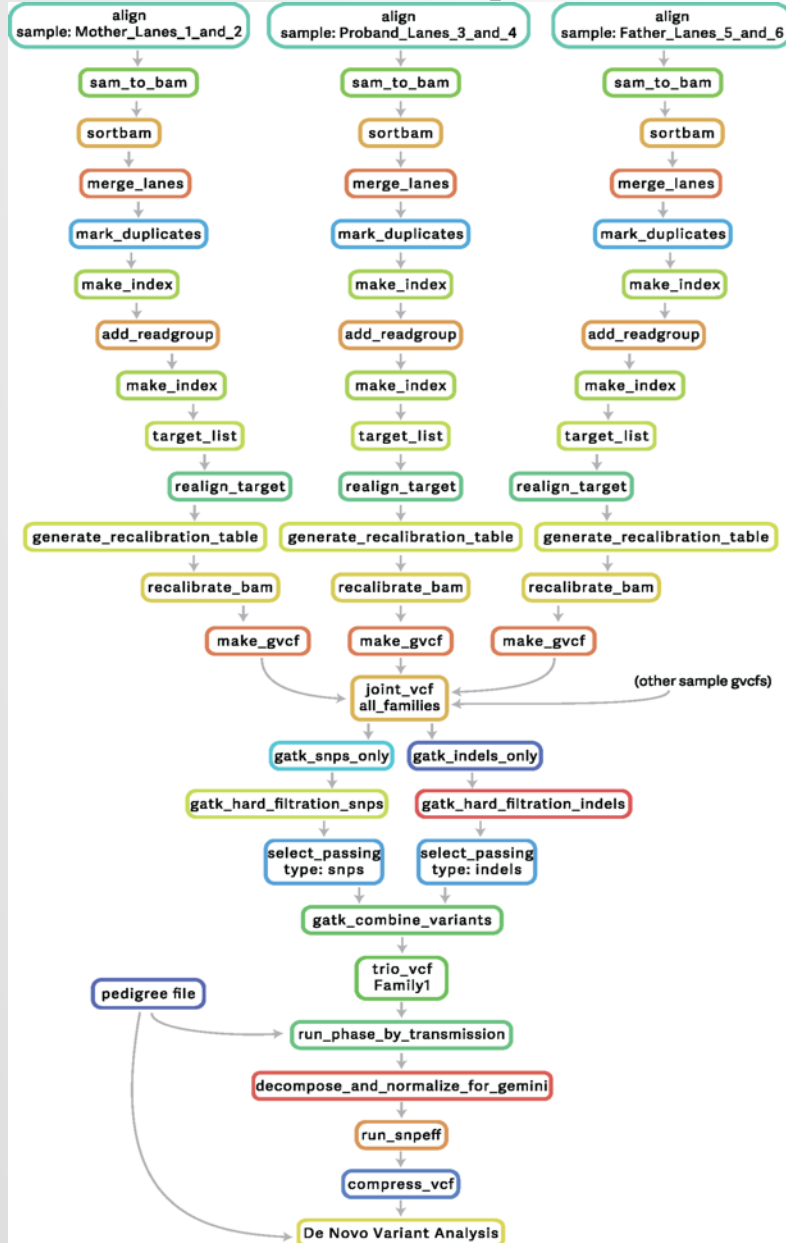 align
sample: Mother_Lanes_1_and_2
align
sample: Proband_Lanes_3_and_4
align
sample: Father_Lanes_5_and_6
sam_to_bam
sam_to_bam
sam_to_bam
sortbam
sortbam
sortbam
merge_lanes
merge_lanes
merge_lanes
mark_duplicates
mark_duplicates
mark_duplicates
make_index
make_index
make_index
add_readgroup
add_readgroup
add_readgroup
make_index
make_index
make_index
target_list
target_list
target_list
realign_target
realign_target
realign_target
generate_recalibration_table
generate_recalibration_table
generate_recalibration_table
recalibrate_bam
recalibrate_bam
recalibrate_bam
make_gvcf
make_gvcf
make_gvcf
joint_vcf
all_families
(other sample gvcfs)
gatk_snps_only
gatk_indels_only
gatk_hard_filtration_snps
gatk_hard_filtration_indels
select_passing
type: snps
select_passing
type: indels
gatk_combine_variants
trio_vcf
Family1
pedigree file
run_phase_by_transmission
decompose_and_normalize_for_gemini
run_snpeff
compress_vcf
De Novo Variant Analysis